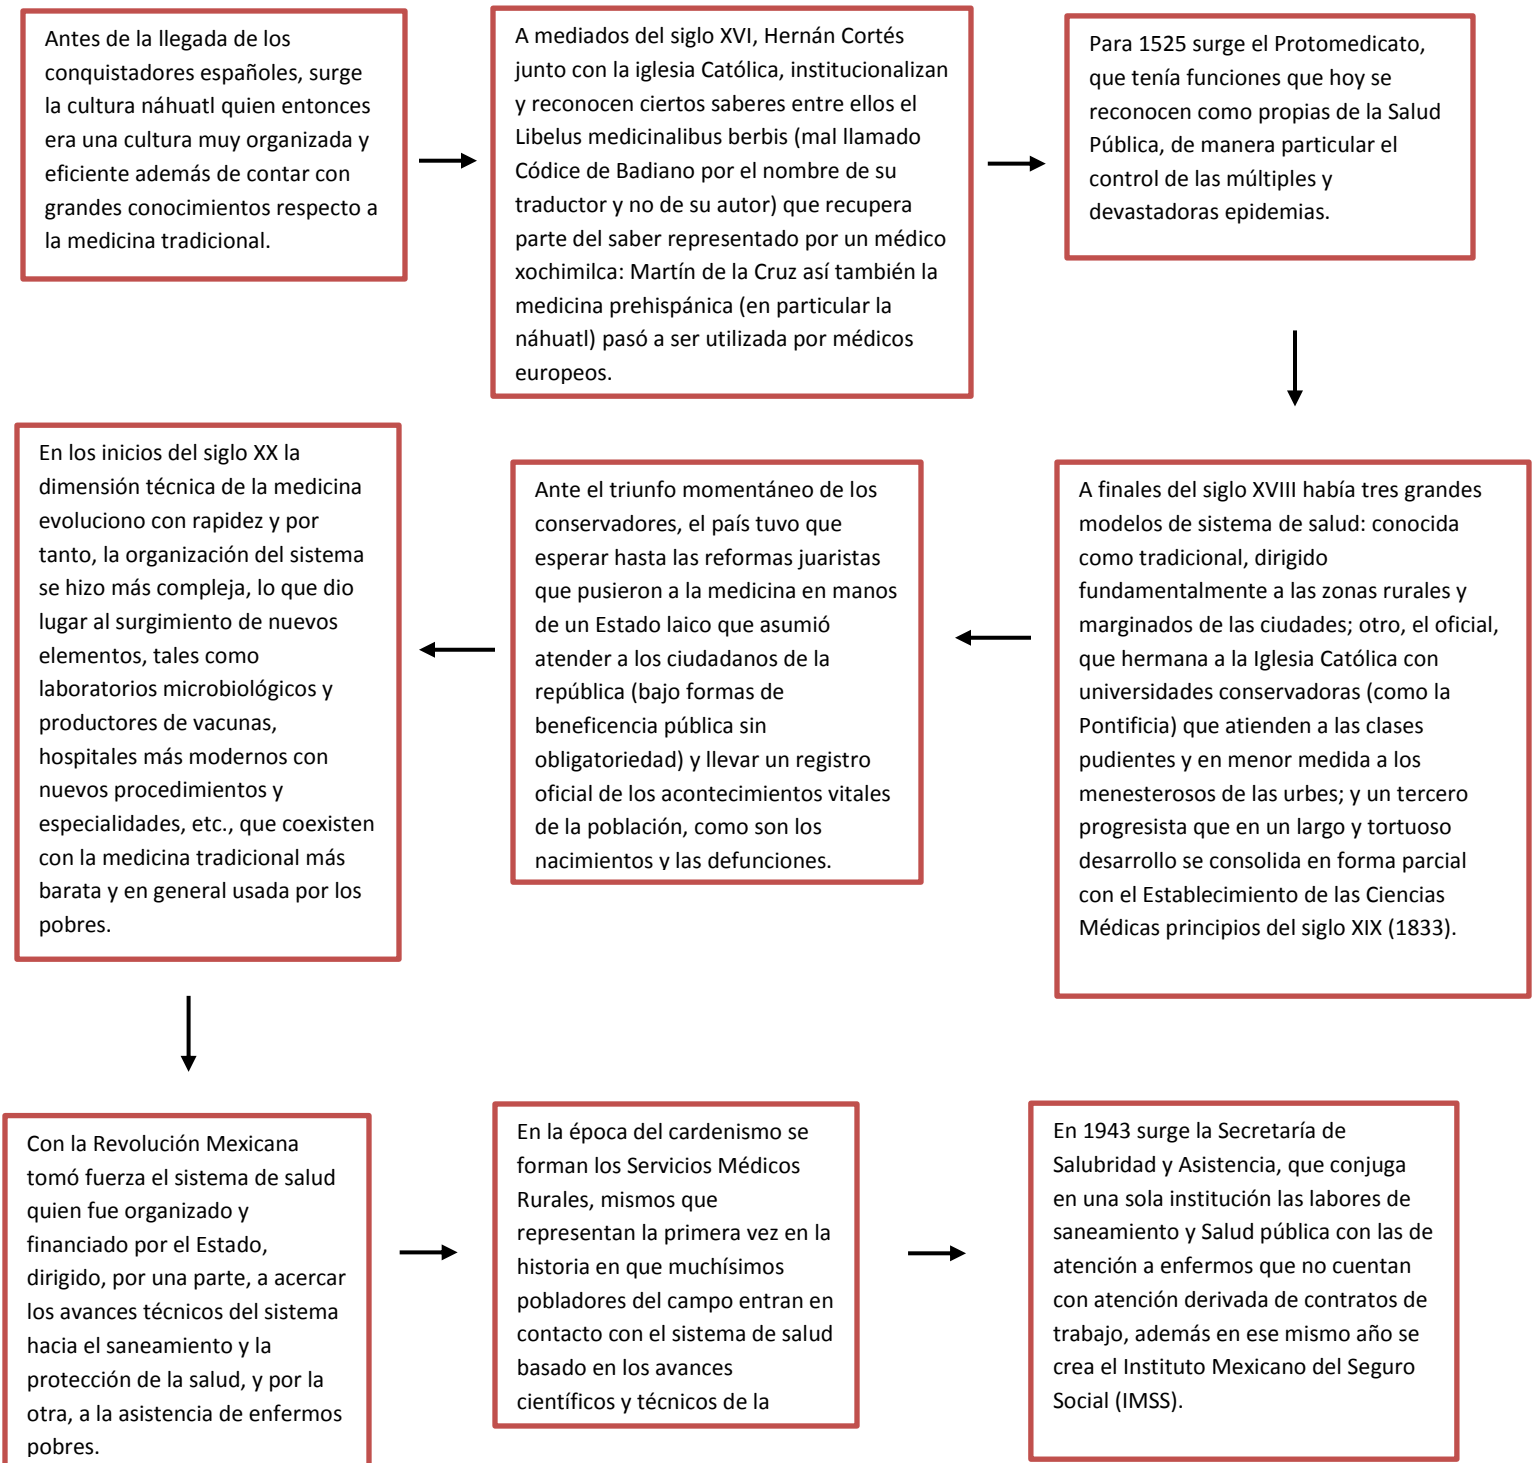 Antes de la llegada de los
conquistadores españoles, surge
la cultura náhuatl quien entonces
era una cultura muy organizada y
eficiente además de contar con
grandes conocimientos respecto a
la medicina tradicional.
A mediados del siglo XVI, Hernán Cortés
junto con la iglesia Católica, institucionalizan
y reconocen ciertos saberes entre ellos el
Libelus medicinalibus berbis (mal llamado
Códice de Badiano por el nombre de su
traductor y no de su autor) que recupera
parte del saber representado por un médico
xochimilca: Martín de la Cruz así también la
medicina prehispánica (en particular la
náhuatl) pasó a ser utilizada por médicos
europeos.
Para 1525 surge el Protomedicato,
que tenía funciones que hoy se
reconocen como propias de la Salud
Pública, de manera particular el
control de las múltiples y
devastadoras epidemias.
A finales del siglo XVIII había tres grandes
modelos de sistema de salud: conocida
como tradicional, dirigido
fundamentalmente a las zonas rurales y
marginados de las ciudades; otro, el oficial,
que hermana a la Iglesia Católica con
universidades conservadoras (como la
Pontificia) que atienden a las clases
pudientes y en menor medida a los
menesterosos de las urbes; y un tercero
progresista que en un largo y tortuoso
desarrollo se consolida en forma parcial
con el Establecimiento de las Ciencias
Médicas principios del siglo XIX (1833).
Ante el triunfo momentáneo de los
conservadores, el país tuvo que
esperar hasta las reformas juaristas
que pusieron a la medicina en manos
de un Estado laico que asumió
atender a los ciudadanos de la
república (bajo formas de
beneficencia pública sin
obligatoriedad) y llevar un registro
oficial de los acontecimientos vitales
de la población, como son los
nacimientos y las defunciones.
En los inicios del siglo XX la
dimensión técnica de la medicina
evoluciono con rapidez y por
tanto, la organización del sistema
se hizo más compleja, lo que dio
lugar al surgimiento de nuevos
elementos, tales como
laboratorios microbiológicos y
productores de vacunas,
hospitales más modernos con
nuevos procedimientos y
especialidades, etc., que coexisten
con la medicina tradicional más
barata y en general usada por los
pobres.
Con la Revolución Mexicana
tomó fuerza el sistema de salud
quien fue organizado y
financiado por el Estado,
dirigido, por una parte, a acercar
los avances técnicos del sistema
hacia el saneamiento y la
protección de la salud, y por la
otra, a la asistencia de enfermos
pobres.
En la época del cardenismo se
forman los Servicios Médicos
Rurales, mismos que
representan la primera vez en la
historia en que muchísimos
pobladores del campo entran en
contacto con el sistema de salud
basado en los avances
científicos y técnicos de la
En 1943 surge la Secretaría de
Salubridad y Asistencia, que conjuga
en una sola institución las labores de
saneamiento y Salud pública con las de
atención a enfermos que no cuentan
con atención derivada de contratos de
trabajo, además en ese mismo año se
crea el Instituto Mexicano del Seguro
Social (IMSS).